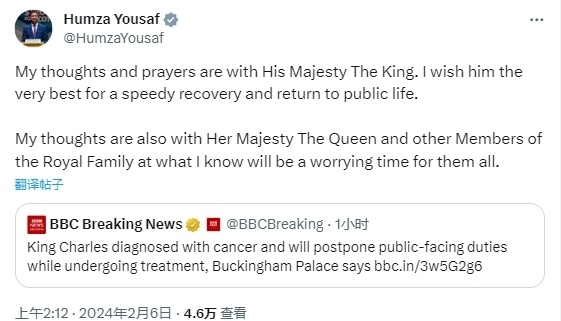 Humza Yousaf
@HumzaYousaf
My thoughts and prayers are with His Majesty The King. I wish him the
very best for a speedy recovery and return to public life.
My thoughts are also with Her Majesty The Queen and other Members of
the Royal Family at what I know will be a worrying time for them all.
翻译帖子
BBC Breaking News @BBCBreaking · 1小时
King Charles diagnosed with cancer and will postpone public-facing duties
while undergoing treatment, Buckingham Palace says bbc.in/3w5G2g6
上午2:12 · 2024年2月6日 · 4.6万 查看